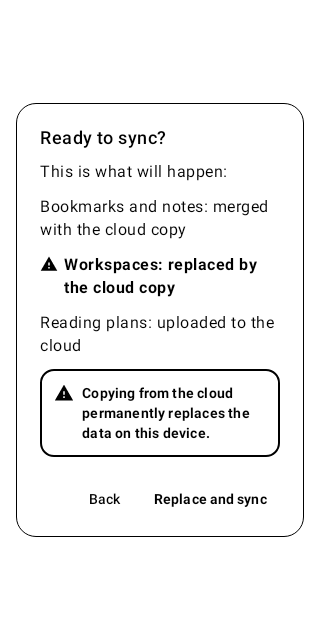 Ready to sync?
This is what will happen:
Bookmarks and notes: merged
with the cloud copy
Workspaces: replaced by
the cloud copy
Reading plans: uploaded to the
cloud
Copying from the cloud
permanently replaces the
data on this device.
Back
Replace and sync